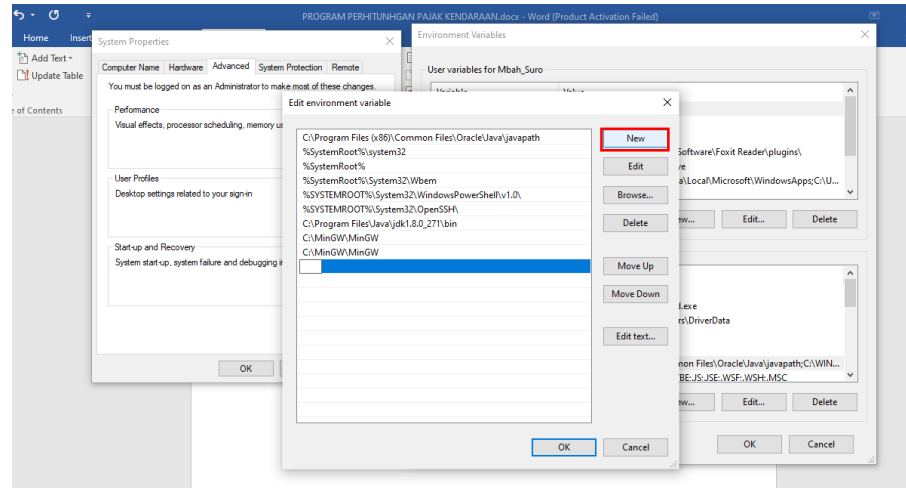 PROGRAM PERHITUNHGAN PAJAK KENDARAAN.docx - Word (Product Activation Failed)
Home Insert
Add Text
Update Table
of Contents
System Properties
Computer Name Hardware Advanced System Protection Remote
You must be logged on as an Administrator to make most of these changes.
Performance
Visual effects, processor scheduling, memory us
User Profiles
Desktop settings related to your sign-in
Start-up and Recovery
System start-up, system failure and debugging i
OK
Environment Variables
User variables for Mbah_Suro
Variable Value
Software\Foxit Reader\plugins\
ve
a\Local\Microsoft\WindowsApps;C:\U...
ew... Edit... Delete
d.exe
rs\DriverData
mon Files\Oracle\Java\javapath;C:\WIN...
BE;.JS;.JSE;.WSF;.WSH;.MSC
ew... Edit... Delete
OK Cancel
Edit environment variable
C:\Program Files (x86)\Common Files\Oracle\Java\javapath
%SystemRoot%\system32
%SystemRoot%
%SystemRoot%\System32\Wbem
%SYSTEMROOT%\System32\WindowsPowerShell\v1.0\
%SYSTEMROOT%\System32\OpenSSH\
C:\Program Files\Java\jdk1.8.0_271\bin
C:\MinGW\MinGW
C:\MinGW\MinGW
New
Edit
Browse...
Delete
Move Up
Move Down
Edit text...
OK Cancel